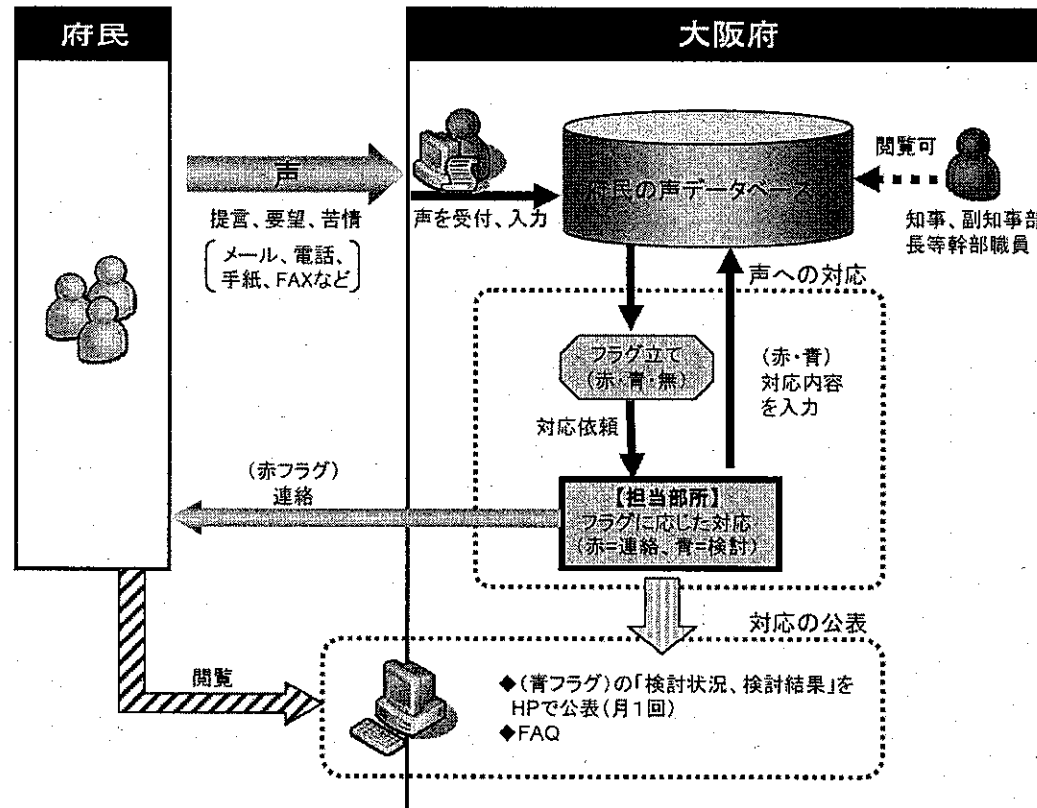 府民
大阪府
声
提言、要望、苦情
メール、電話、
手紙、FAXなど
声を受付、入力
府民の声データベース
閲覧可
知事、副知事部
長等幹部職員
声への対応
フラグ立て
(赤・青・無)
(赤・青)
対応内容
を入力
対応依頼
(赤フラグ)
連絡
【担当部所】
フラグに応じた対応
(赤=連絡、青=検討)
対応の公表
閲覧
◆(青フラグ)の「検討状況、検討結果」を
HPで公表(月1回)
◆FAQ